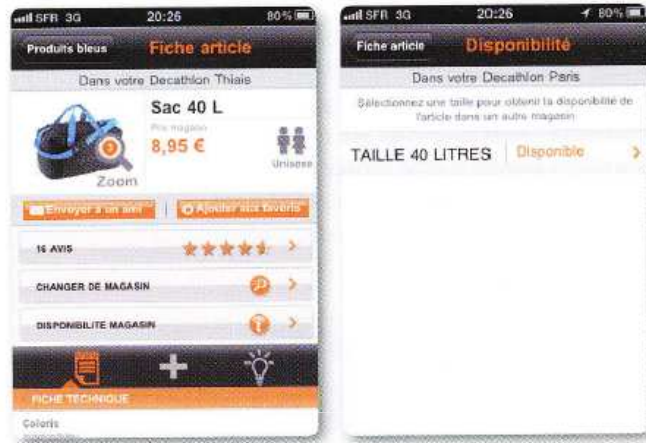 SFR 3G 20:26 80%
Produits bleus Fiche article
Dans votre Decathlon Thiais
Sac 40 L
Prix magasin
8,95 €
Zoom
Unisexe
Envoyer à un ami
Ajouter aux favoris
16 AVIS
CHANGER DE MAGASIN
DISPONIBILITE MAGASIN
FICHE TECHNIQUE
Coloris
SFR 3G 20:26 80%
Fiche article Disponibilité
Dans votre Decathlon Paris
Sélectionnez une taille pour obtenir la disponibilité de
l'article dans un autre magasin
TAILLE 40 LITRES Disponible